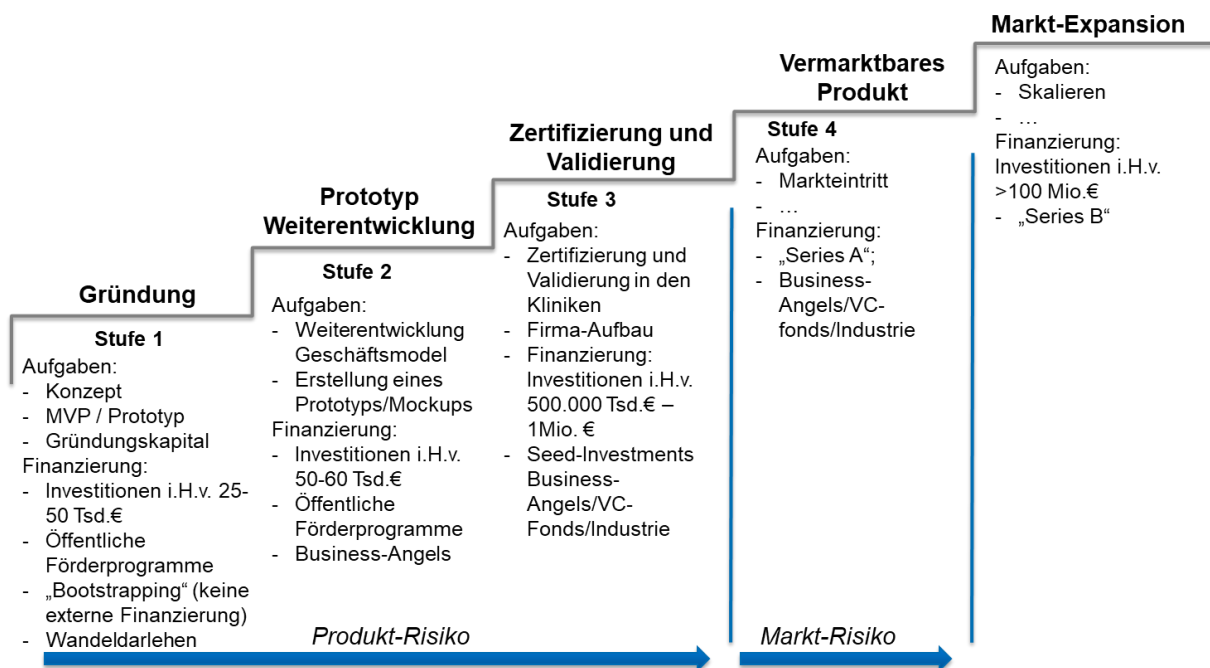 Gründung
Stufe 1
Aufgaben:
- Konzept
- MVP / Prototyp
- Gründungskapital
Finanzierung:
- Investitionen i.H.v. 25-
50 Tsd.€
- Öffentliche
Förderprogramme
- „Bootstrapping“ (keine
externe Finanzierung)
- Wandeldarlehen
Prototyp
Weiterentwicklung
Stufe 2
Aufgaben:
- Weiterentwicklung
Geschäftsmodel
- Erstellung eines
Prototyps/Mockups
Finanzierung:
- Investitionen i.H.v.
50-60 Tsd.€
- Öffentliche
Förderprogramme
- Business-Angels
Zertifizierung und
Validierung
Stufe 3
Aufgaben:
- Zertifizierung und
Validierung in den
Kliniken
- Firma-Aufbau
- Finanzierung:
Investitionen i.H.v.
500.000 Tsd.€ –
1Mio. €
- Seed-Investments
Business-
Angels/VC-
Fonds/Industrie
Vermarktbares
Produkt
Stufe 4
Aufgaben:
- Markteintritt
- …
Finanzierung:
- „Series A“;
- Business-
Angels/VC-
fonds/Industrie
Markt-Expansion
Aufgaben:
- Skalieren
- …
Finanzierung:
Investitionen i.H.v.
>100 Mio.€
- „Series B“
Produkt-Risiko
Markt-Risiko